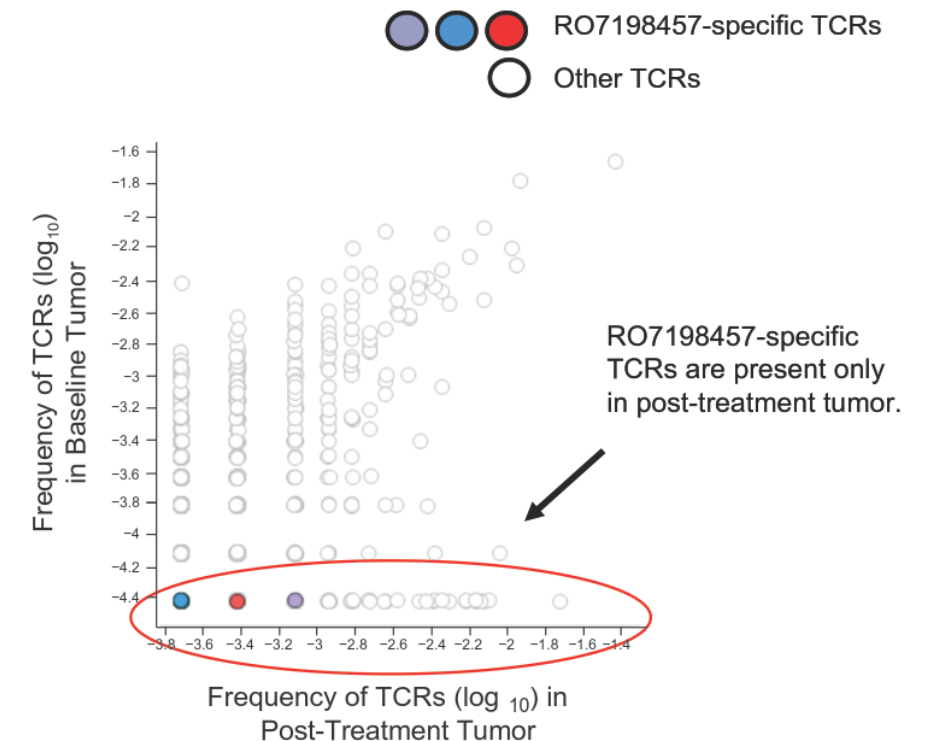 RO7198457-specific TCRs
Other TCRs
−1.6
−1.8
−2
−2.2
−2.4
−2.6
−2.8
−3
−3.2
−3.4
−3.6
−3.8
−4
−4.2
−4.4
Frequency of TCRs (log10)
in Baseline Tumor
RO7198457-specific
TCRs are present only
in post-treatment tumor.
−3.8 −3.6 −3.4 −3.2 −3 −2.8 −2.6 −2.4 −2.2 −2 −1.8 −1.6 −1.4
Frequency of TCRs (log 10) in
Post-Treatment Tumor